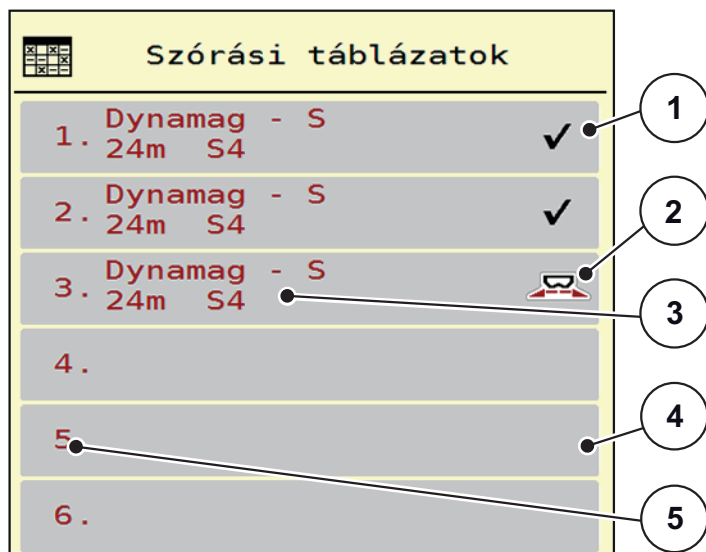 Szórási táblázatok
1. Dynamag - S
24m S4
2. Dynamag - S
24m S4
3. Dynamag - S
24m S4
4.
5
6.
1
2
3
4
5